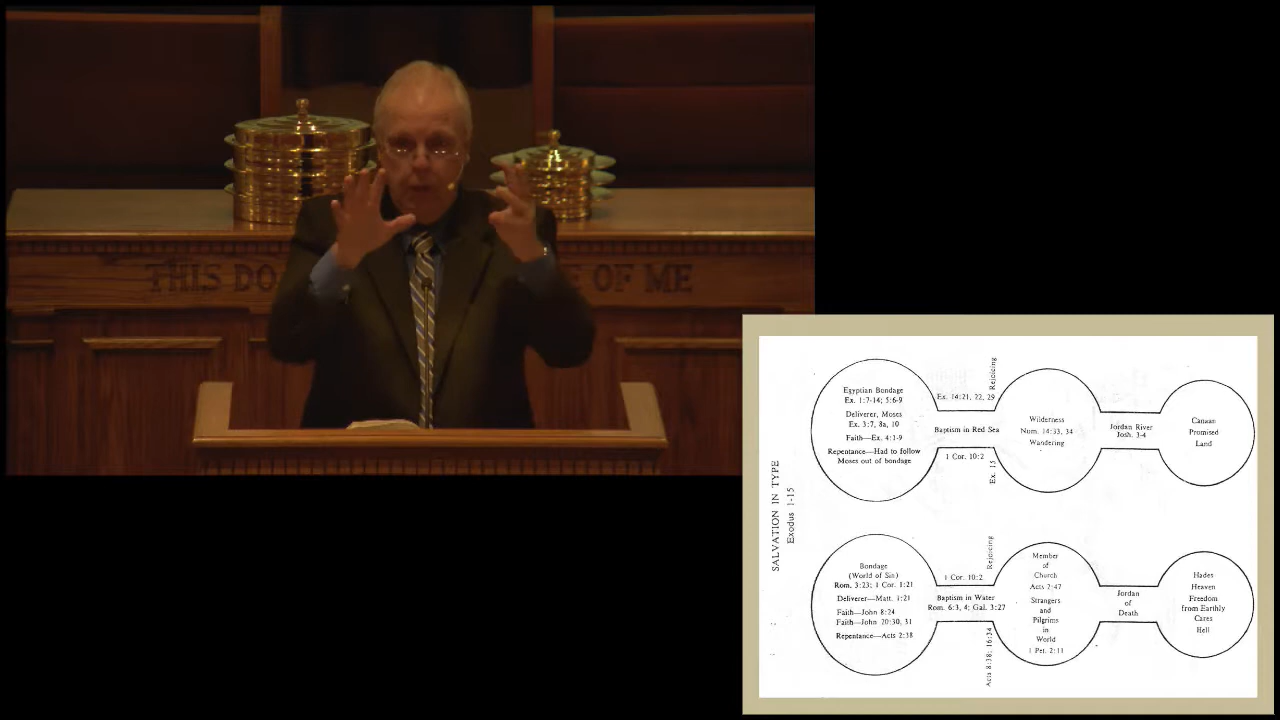 THIS DO
E OF ME
SALVATION IN TYPE
Exodus 1-15
Egyptian Bondage
Ex. 1:7-14; 5:6-9
Deliverer, Moses
Ex. 3:7, 8a, 10
Faith—Ex. 4:1-9
Repentance—Had to follow
Moses out of bondage
Ex. 14:21, 22, 29
Baptism in Red Sea
1 Cor. 10:2
Rejoicing
Ex. 15
Wilderness
Num. 14:33, 34
Wandering
Jordan River
Josh. 3-4
Canaan
Promised
Land
Bondage
(World of Sin)
Rom. 3:23; 1 Cor. 1:21
Deliverer—Matt. 1:21
Faith—John 8:24
Faith—John 20:30, 31
Repentance—Acts 2:38
1 Cor. 10:2
Baptism in Water
Rom. 6:3, 4; Gal. 3:27
Rejoicing
Acts 8:38; 16:34
Member
of
Church
Acts 2:47
Strangers
and
Pilgrims
in
World
1 Pet. 2:11
Jordan
of
Death
Hades
Heaven
Freedom
from Earthly
Cares
Hell